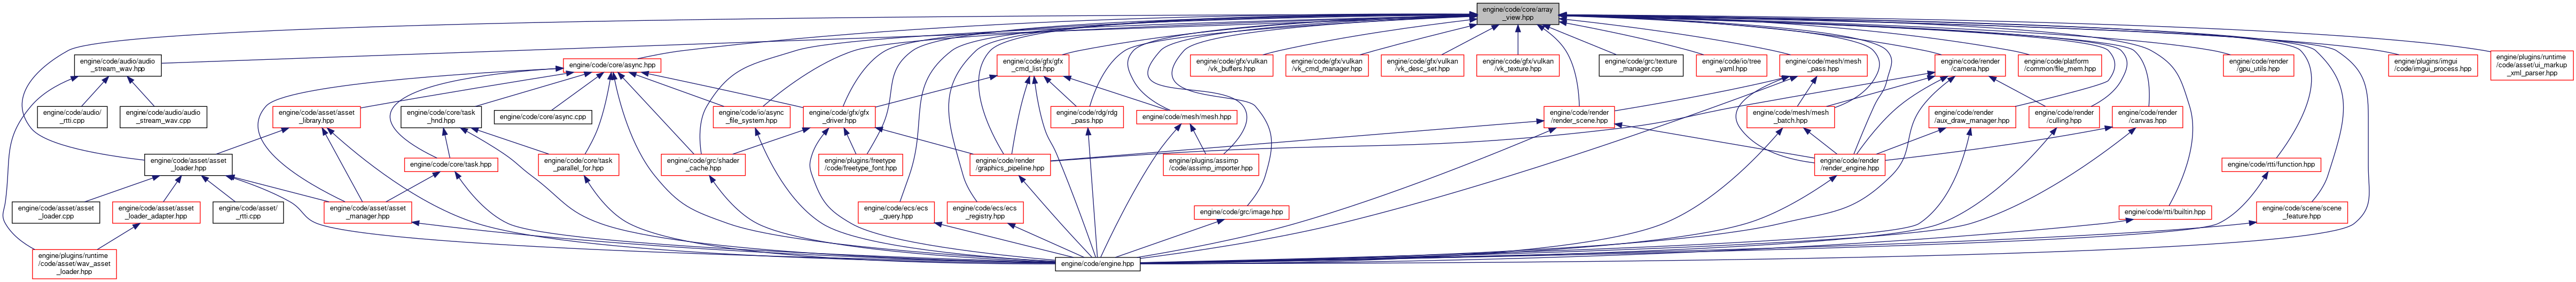 engine/code/core/array
_view.hpp
engine/code/audio/audio
_stream_wav.hpp
engine/code/core/async.hpp
engine/code/gfx/gfx
_cmd_list.hpp
engine/code/gfx/vulkan
/vk_buffers.hpp
engine/code/gfx/vulkan
/vk_cmd_manager.hpp
engine/code/gfx/vulkan
/vk_desc_set.hpp
engine/code/gfx/vulkan
/vk_texture.hpp
engine/code/grc/texture
_manager.cpp
engine/code/io/tree
_yaml.hpp
engine/code/mesh/mesh
_pass.hpp
engine/code/render
/camera.hpp
engine/code/platform
/common/file_mem.hpp
engine/code/render
/gpu_utils.hpp
engine/plugins/imgui
/code/imgui_process.hpp
engine/plugins/runtime
/code/asset/ui_markup
_xml_parser.hpp
engine/code/audio/
_rtti.cpp
engine/code/audio/audio
_stream_wav.cpp
engine/code/asset/asset
_library.hpp
engine/code/core/task
_hnd.hpp
engine/code/core/async.cpp
engine/code/io/async
_file_system.hpp
engine/code/gfx/gfx
_driver.hpp
engine/code/rdg/rdg
_pass.hpp
engine/code/mesh/mesh.hpp
engine/code/render
/render_scene.hpp
engine/code/mesh/mesh
_batch.hpp
engine/code/render
/aux_draw_manager.hpp
engine/code/render
/culling.hpp
engine/code/render
/canvas.hpp
engine/code/asset/asset
_loader.hpp
engine/code/core/task.hpp
engine/code/core/task
_parallel_for.hpp
engine/code/grc/shader
_cache.hpp
engine/plugins/freetype
/code/freetype_font.hpp
engine/code/render
/graphics_pipeline.hpp
engine/plugins/assimp
/code/assimp_importer.hpp
engine/code/render
/render_engine.hpp
engine/code/rtti/function.hpp
engine/code/asset/asset
_loader.cpp
engine/code/asset/asset
_loader_adapter.hpp
engine/code/asset/
_rtti.cpp
engine/code/asset/asset
_manager.hpp
engine/code/ecs/ecs
_query.hpp
engine/code/ecs/ecs
_registry.hpp
engine/code/grc/image.hpp
engine/code/rtti/builtin.hpp
engine/code/scene/scene
_feature.hpp
engine/plugins/runtime
/code/asset/wav_asset
_loader.hpp
engine/code/engine.hpp